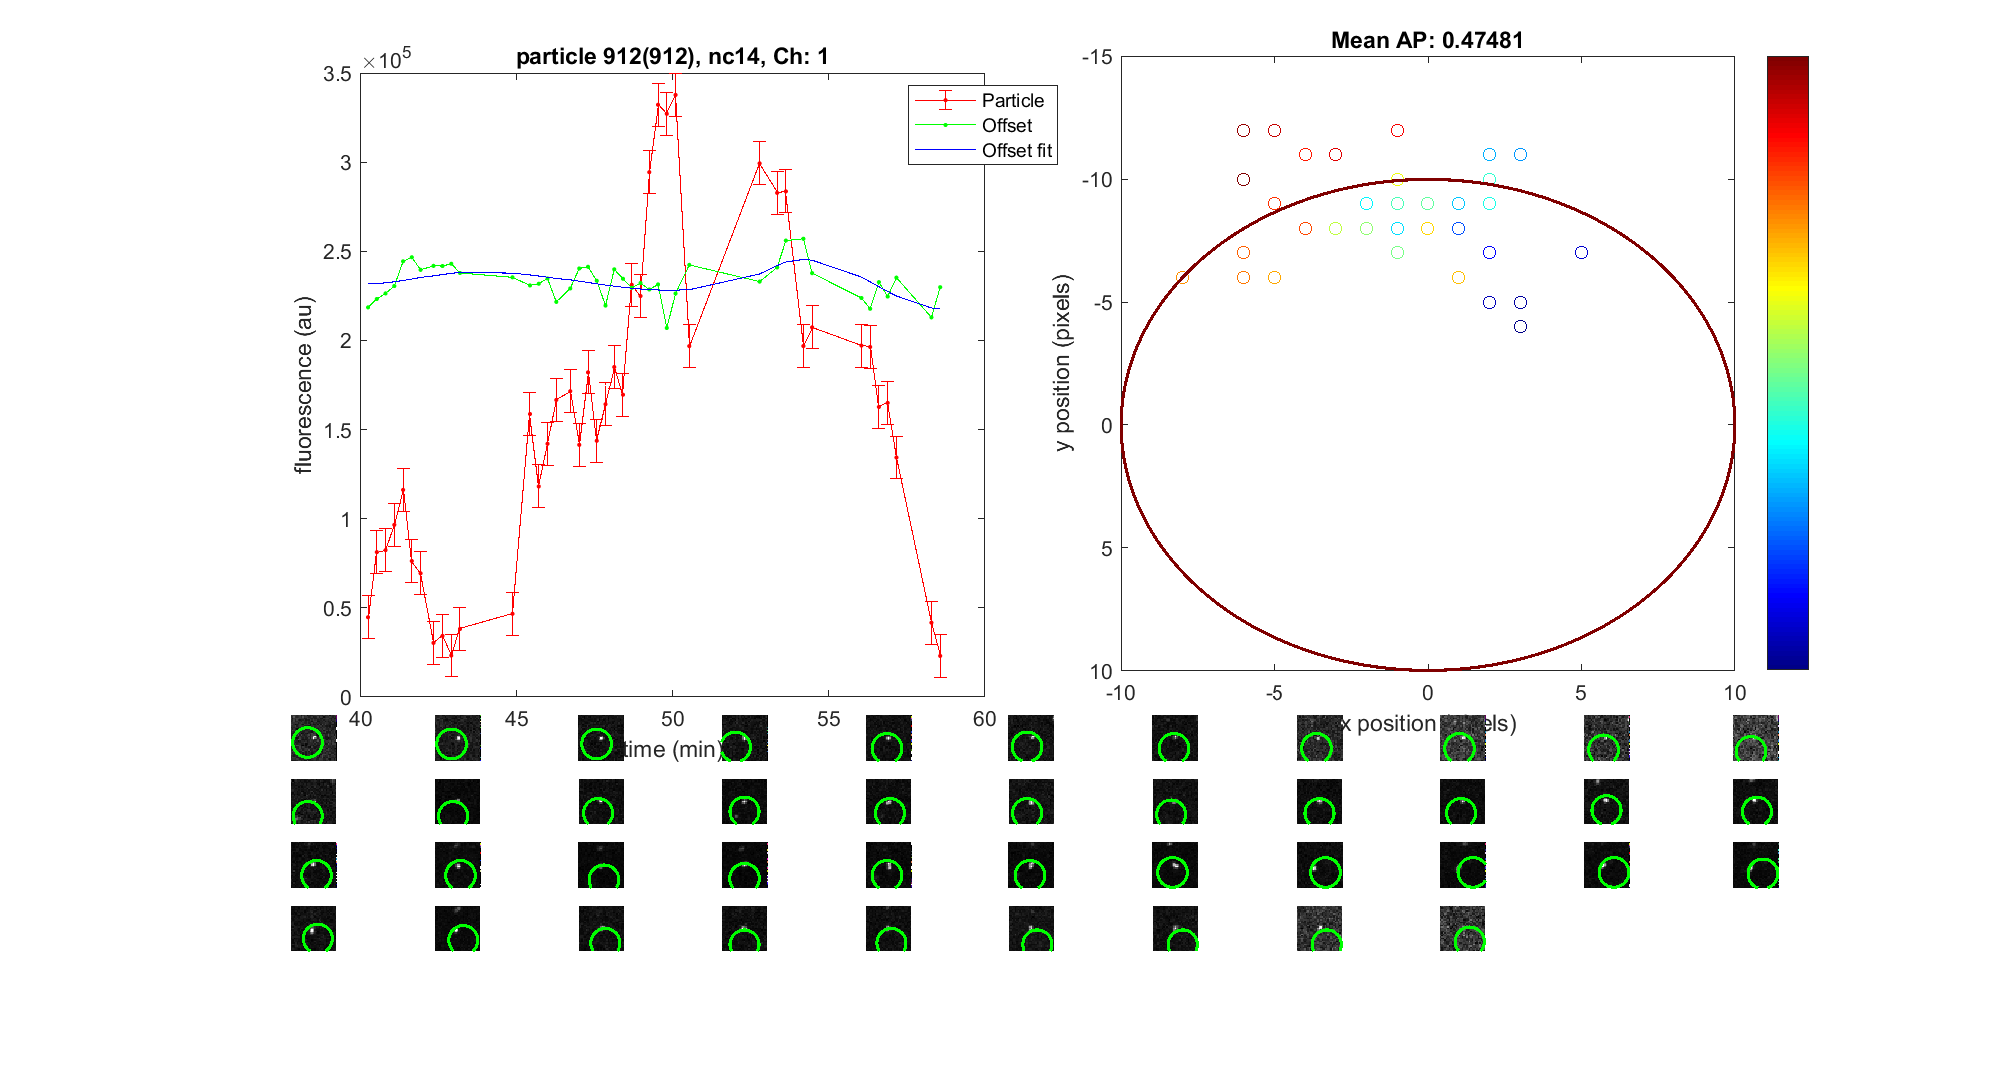 particle 912(912), nc14, Ch: 1
×10⁵
3.5
3
2.5
2
1.5
1
0.5
0
fluorescence (au)
40
45
50
55
60
time (min)
Particle
Offset
Offset fit
Mean AP: 0.47481
-15
-10
-5
0
5
10
y position (pixels)
-10
-5
0
5
10
x position els)